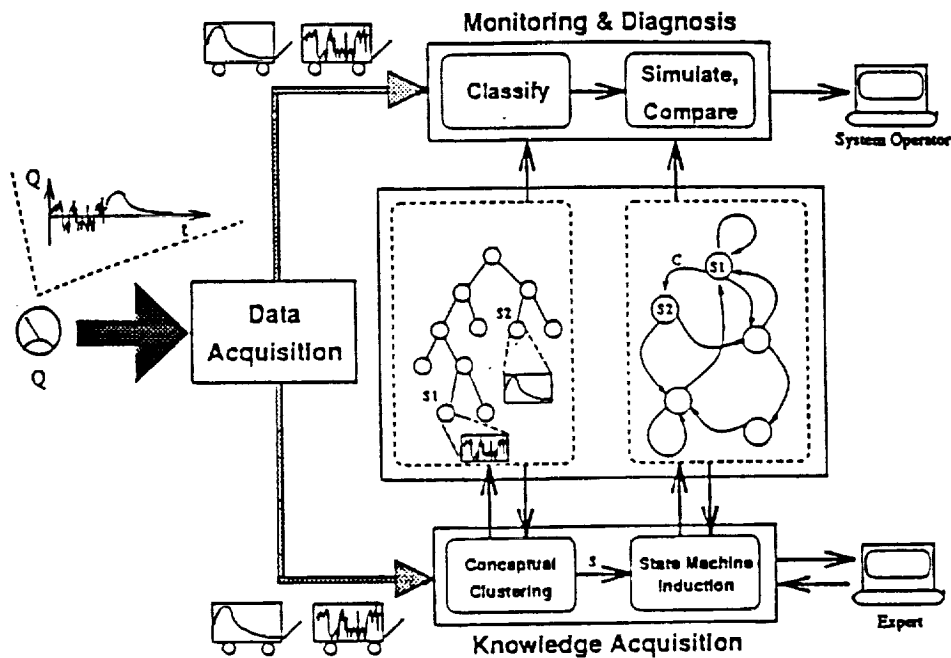 Monitoring & Diagnosis
Classify
Simulate,
Compare
System Operator
Q
t
Data
Acquisition
Q
S2
S1
C
S1
S2
Conceptual
Clustering
s
State Machine
Induction
Expert
Knowledge Acquisition